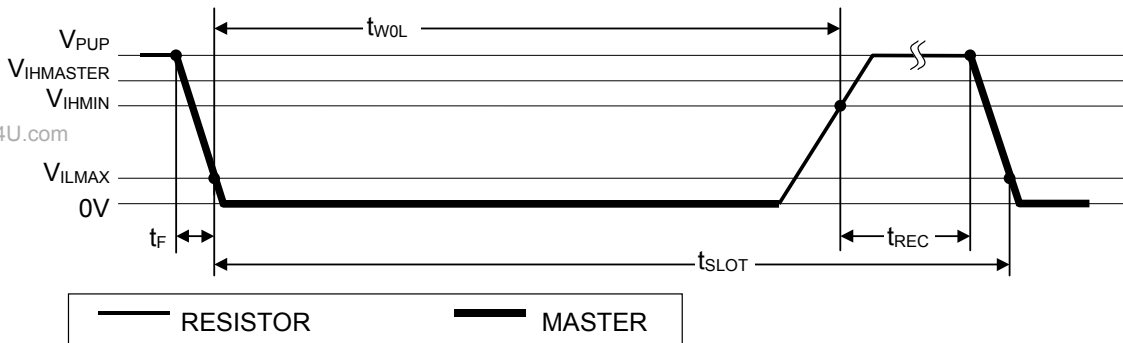 tW0L
VPUP
VIHMASTER
VIHMIN
4U.com
VILMAX
0V
tF
tREC
tSLOT
RESISTOR MASTER